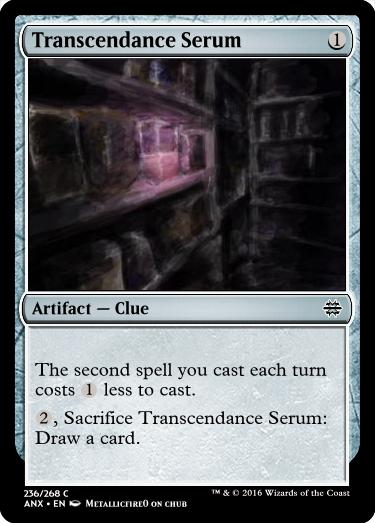 Transcendance Serum 1
Artifact — Clue
The second spell you cast each turn
costs 1 less to cast.
2, Sacrifice Transcendance Serum:
Draw a card.
236/268 C
ANX • EN Metallicfire0 on chub
™ & © 2016 Wizards of the Coast